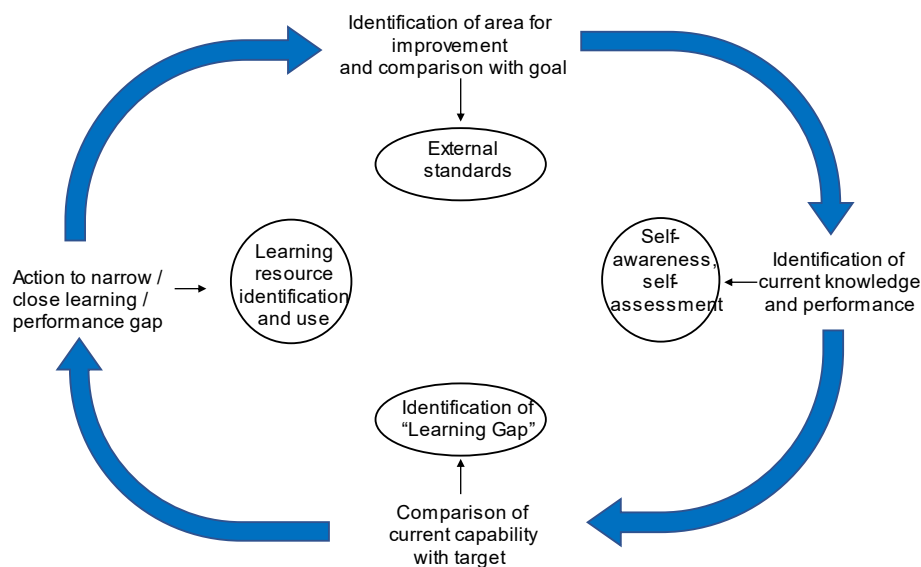 Identification of area for
improvement
and comparison with goal
External
standards
Self-
awareness,
self-
assessment
Identification of
current knowledge
and performance
Comparison of
current capability
with target
Identification of
“Learning Gap”
Action to narrow /
close learning /
performance gap
Learning
resource
identification
and use